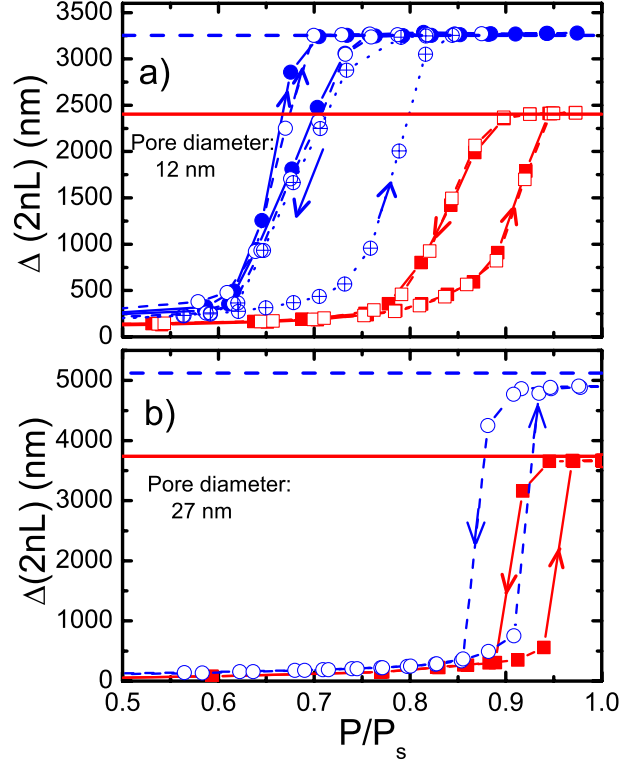 3500
3000
2500
2000
1500
1000
500
0
Δ (2nL) (nm)
a)
Pore diameter:
12 nm
5000
4000
3000
2000
1000
0
Δ(2nL) (nm)
b)
Pore diameter:
27 nm
0.5 0.6 0.7 0.8 0.9 1.0
P/Ps